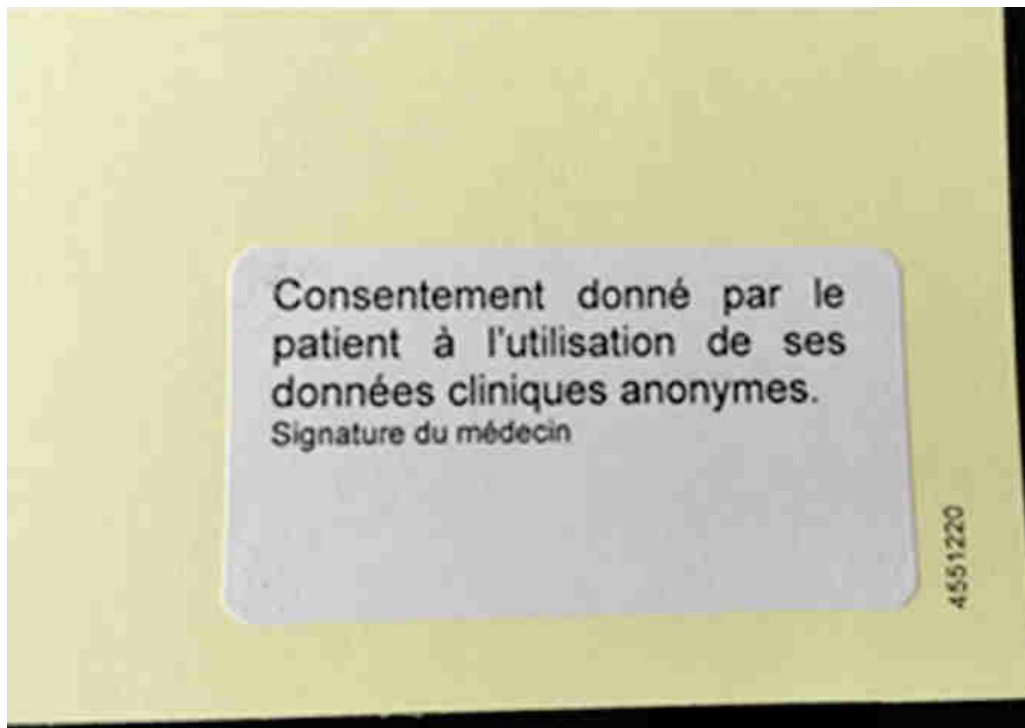 Consentement donné par le
patient à l'utilisation de ses
données cliniques anonymes.
Signature du médecin
4551220